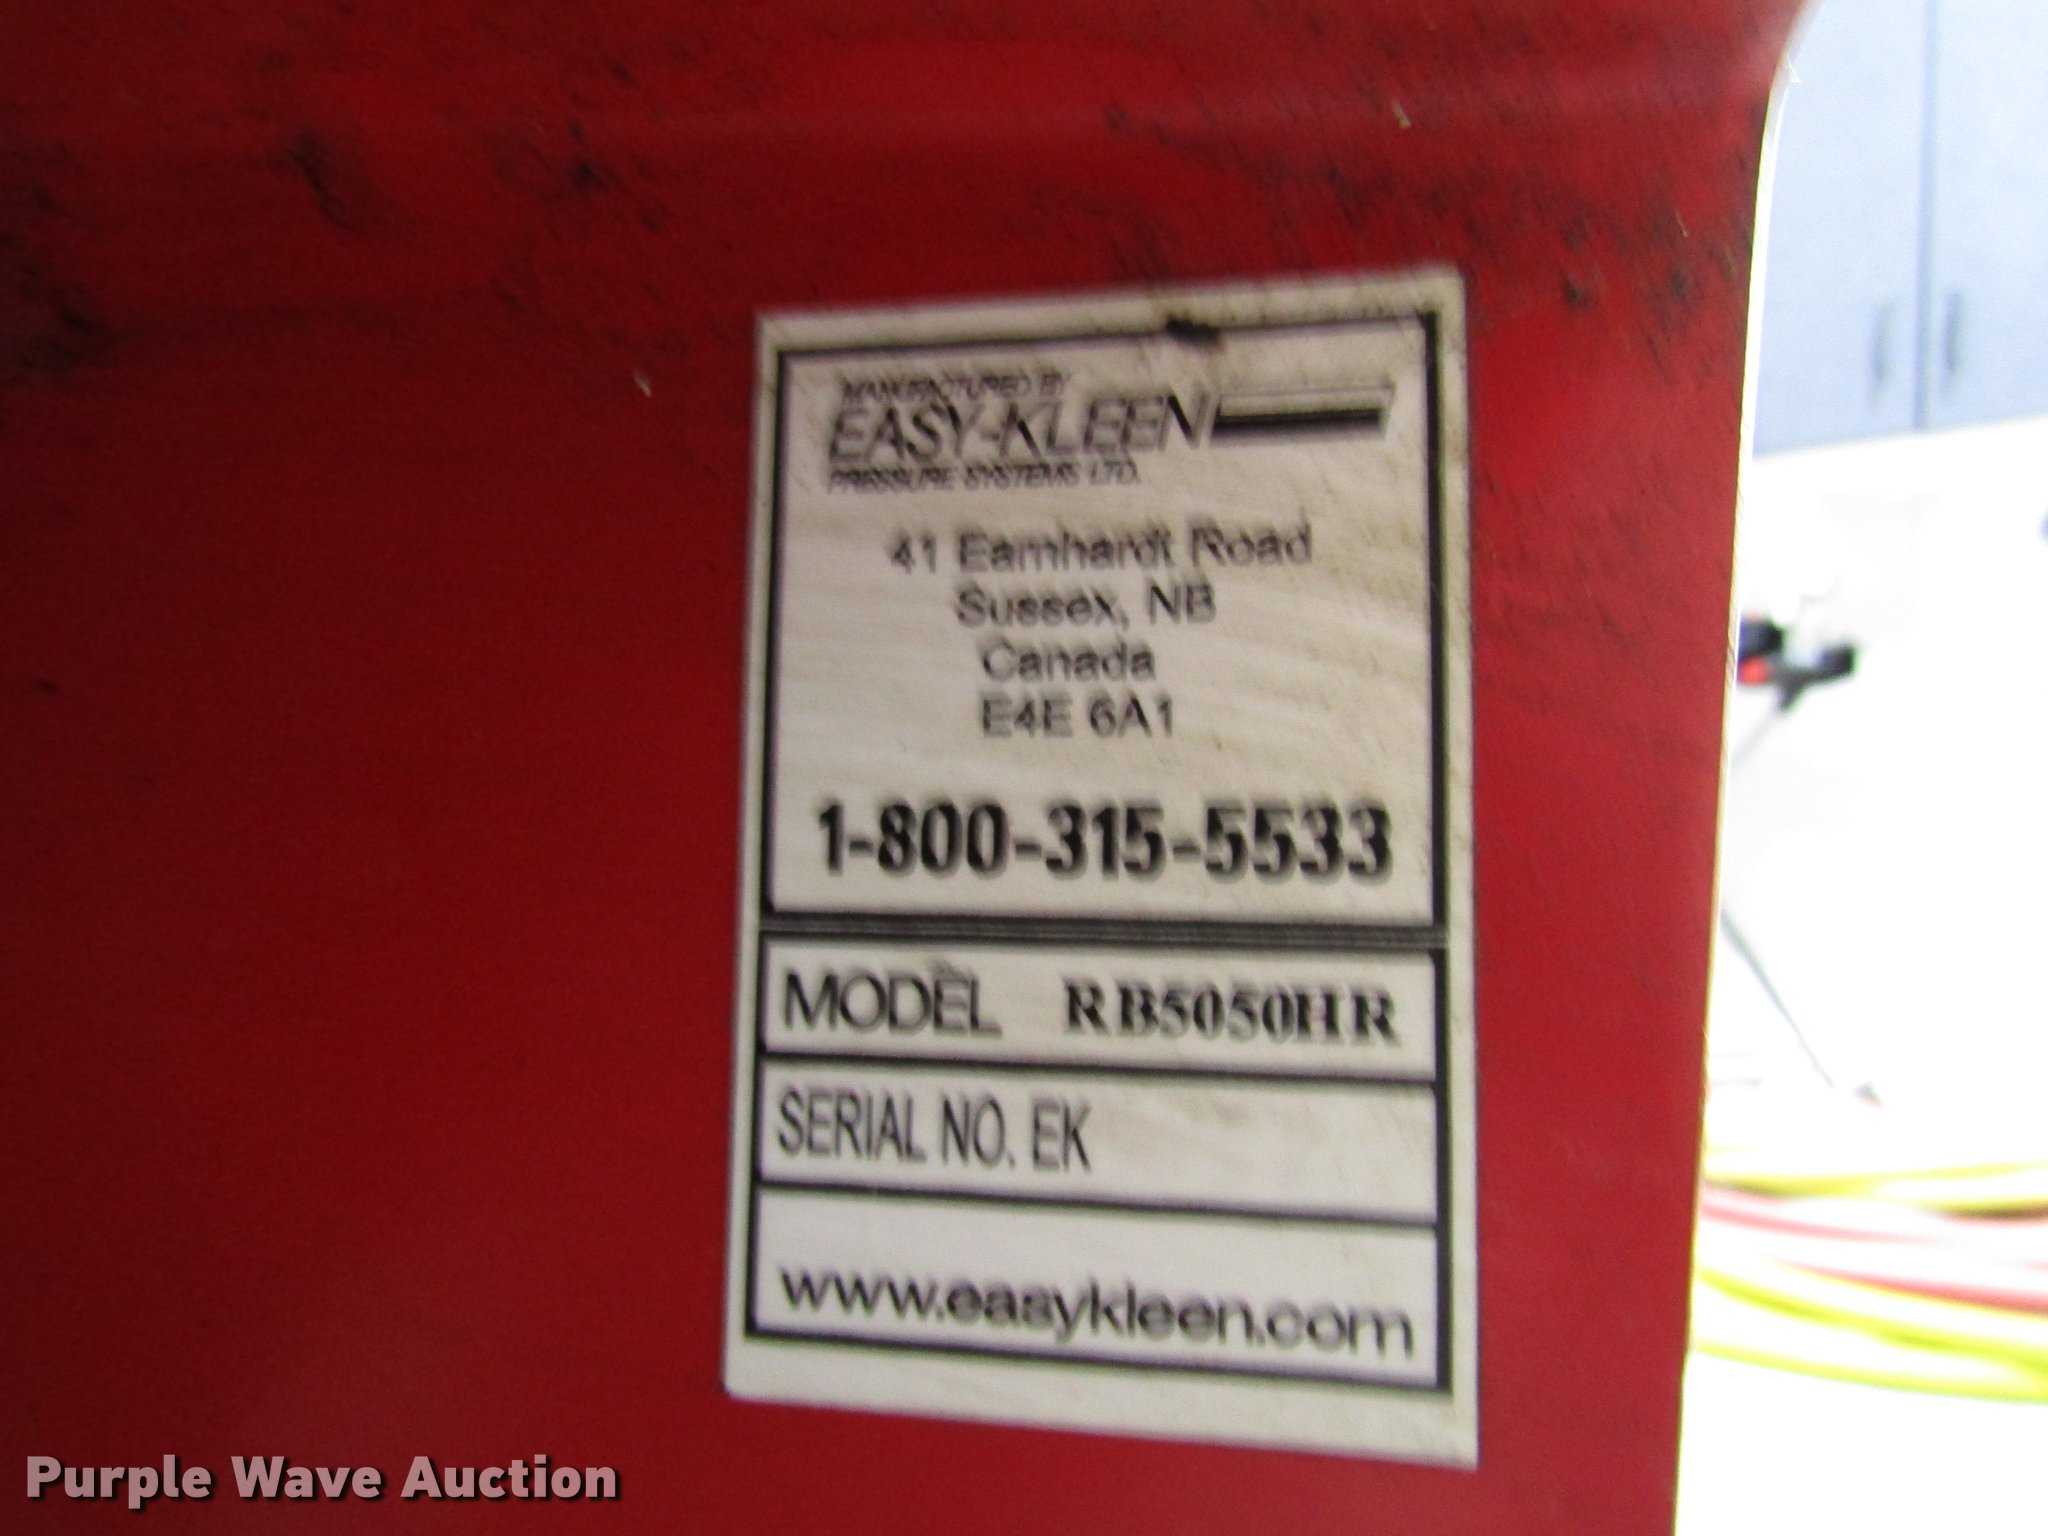 MANUFACTURED BY
EASY-KLEEN
PRESSURE SYSTEMS LTD.
41 Earnhardt Road
Sussex, NB
Canada
E4E 6A1
1-800-315-5533
MODEL RB5050HR
SERIAL NO. EK
www.easykleen.com
Purple Wave Auction